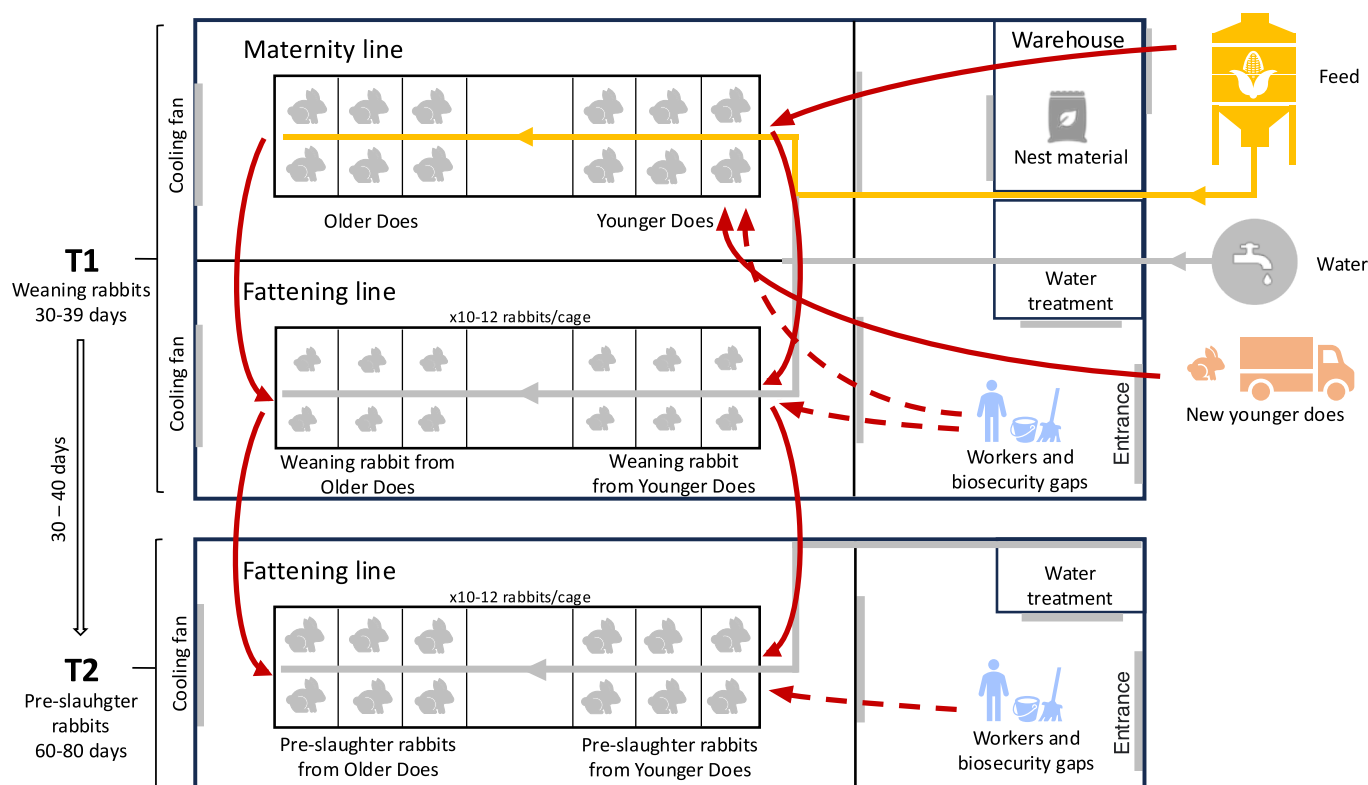 Maternity line
Warehouse
Feed
Cooling fan
Nest material
Older Does
Younger Does
T1
Weaning rabbits
30-39 days
Water
Fattening line
Water
treatment
x10-12 rabbits/cage
Cooling fan
New younger does
Entrance
Workers and
biosecurity gaps
Weaning rabbit from
Older Does
Weaning rabbit
from Younger Does
30 – 40 days
Fattening line
Water
treatment
x10-12 rabbits/cage
Cooling fan
T2
Pre-slauhgter
rabbits
60-80 days
Entrance
Workers and
biosecurity gaps
Pre-slaughter rabbits
from Older Does
Pre-slaughter rabbits
from Younger Does